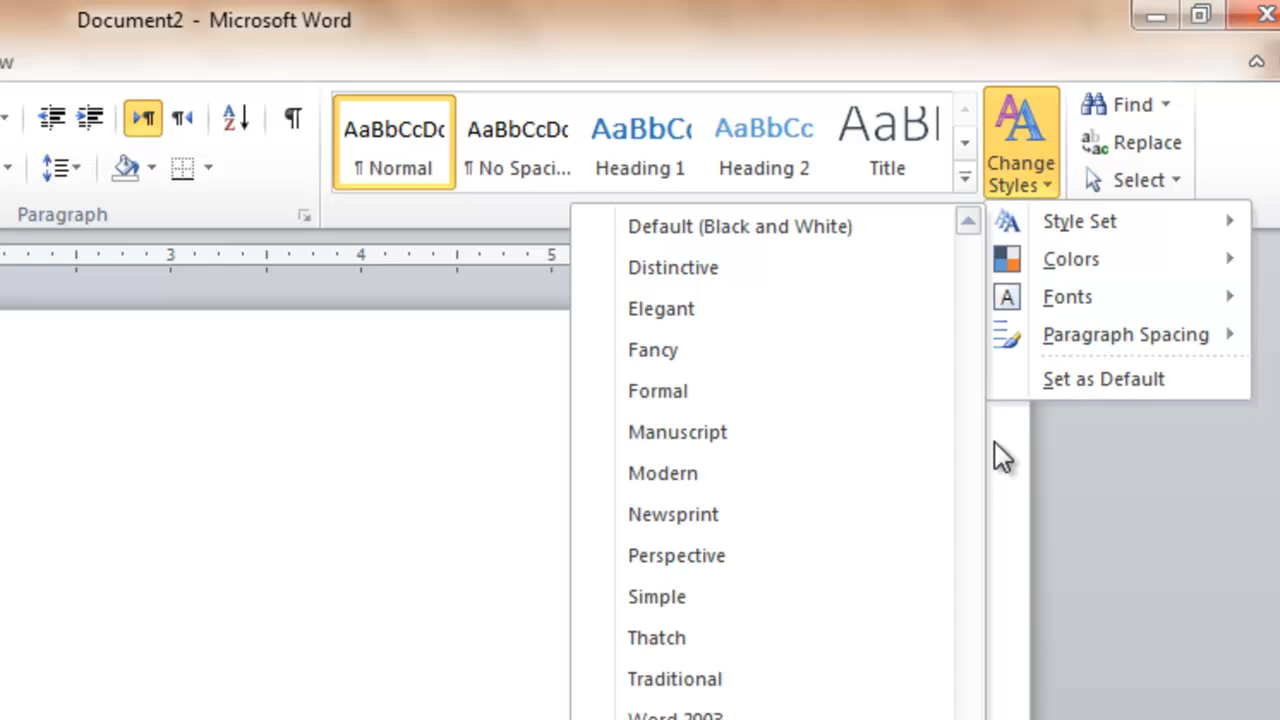 Document2 - Microsoft Word
w
AaBbCcDc AaBbCcDc AaBbCc AaBbCc AaBl
¶ Normal ¶ No Spaci... Heading 1 Heading 2 Title
Change
Styles
Find
Replace
Select
Paragraph
3 4 5
Style Set
Colors
Fonts
Paragraph Spacing
Set as Default
Default (Black and White)
Distinctive
Elegant
Fancy
Formal
Manuscript
Modern
Newsprint
Perspective
Simple
Thatch
Traditional
Word 2003